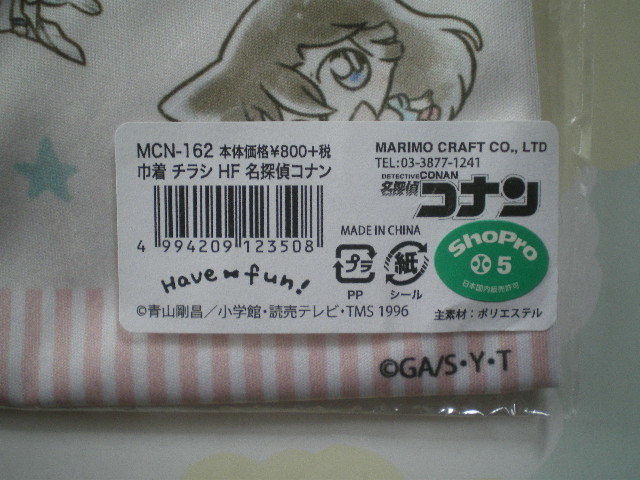 MCN-162 本体価格¥800+税
巾着 チラシ HF 名探偵コナン
4 994209 123508
Have fun!
MARIMO CRAFT CO., LTD
TEL:03-3877-1241
DETECTIVE CONAN
名探偵コナン
MADE IN CHINA
プラ
PP
紙
シール
ShoPro
5
日本国内販売許可
©青山剛昌／小学館・読売テレビ・TMS 1996
主素材：ポリエステル
©GA/S・Y・T